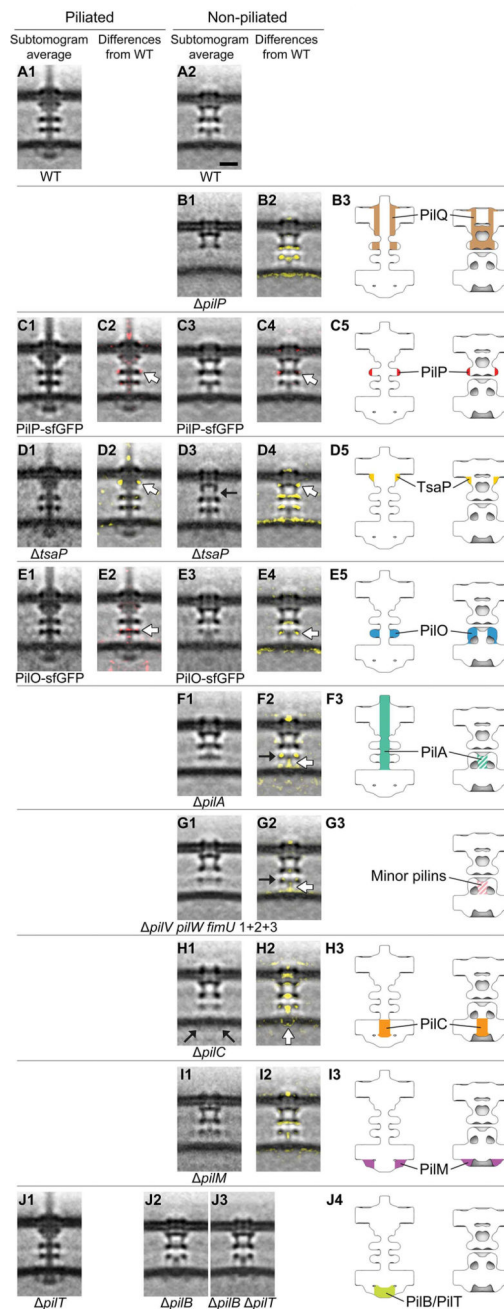 Piliated
Non-piliated
Subtomogram average
Differences from WT
Subtomogram average
Differences from WT
A1
A2
WT
WT
B1
B2
B3
PilQ
ΔpilP
C1
C2
C3
C4
C5
PilP
PilP-sfGFP
PilP-sfGFP
D1
D2
D3
D4
D5
TsaP
ΔtsaP
ΔtsaP
E1
E2
E3
E4
E5
PilO
PilO-sfGFP
PilO-sfGFP
F1
F2
F3
PilA
ΔpilA
G1
G2
G3
Minor pilins
ΔpilV pilW fimU 1+2+3
H1
H2
H3
PilC
ΔpilC
I1
I2
I3
PilM
ΔpilM
J1
J2
J3
J4
PilB/PilT
ΔpilT
ΔpilB
ΔpilB ΔpilT